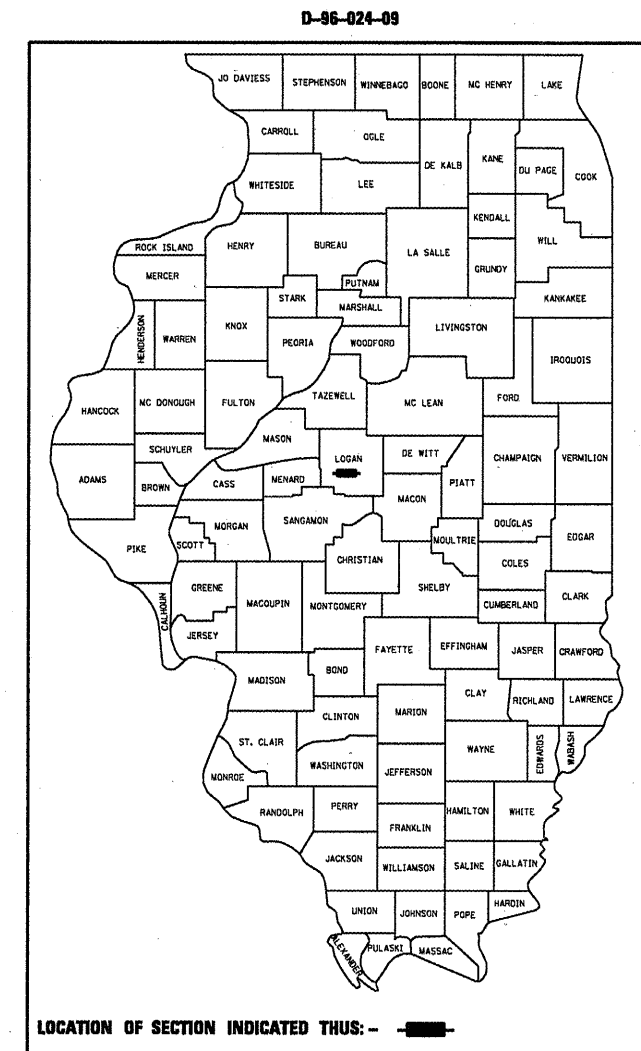 D-96-024-09
JO DAVIESS
STEPHENSON
WINNEBAGO
BOONE
MC HENRY
LAKE
CARROLL
OGLE
DE KALB
KANE
DU PAGE
COOK
WHITESIDE
LEE
KENDALL
WILL
ROCK ISLAND
HENRY
BUREAU
LA SALLE
GRUNDY
MERCER
PUTNAM
KANKAKEE
STARK
MARSHALL
HENDERSON
WARREN
KNOX
PEORIA
WOODFORD
LIVINGSTON
IROQUOIS
HANCOCK
MC DONOUGH
FULTON
TAZEWELL
MC LEAN
FORD
MASON
SCHUYLER
LOGAN
DE WITT
CHAMPAIGN
VERMILION
ADAMS
BROWN
CASS
MENARD
PIATT
MACON
PIKE
SCOTT
MORGAN
SANGAMON
DOUGLAS
EDGAR
MOULTRIE
CHRISTIAN
COLES
CALHOUN
GREENE
MACOUPIN
MONTGOMERY
SHELBY
CUMBERLAND
CLARK
JERSEY
FAYETTE
EFFINGHAM
JASPER
CRAWFORD
MADISON
BOND
CLAY
RICHLAND
LAWRENCE
CLINTON
MARION
ST. CLAIR
WAYNE
EDWARDS
WABASH
MONROE
WASHINGTON
JEFFERSON
RANDOLPH
PERRY
HAMILTON
WHITE
FRANKLIN
JACKSON
WILLIAMSON
SALINE
GALLATIN
UNION
JOHNSON
POPE
HARDIN
ALEXANDER
PULASKI
MASSAC
LOCATION OF SECTION INDICATED THUS: -